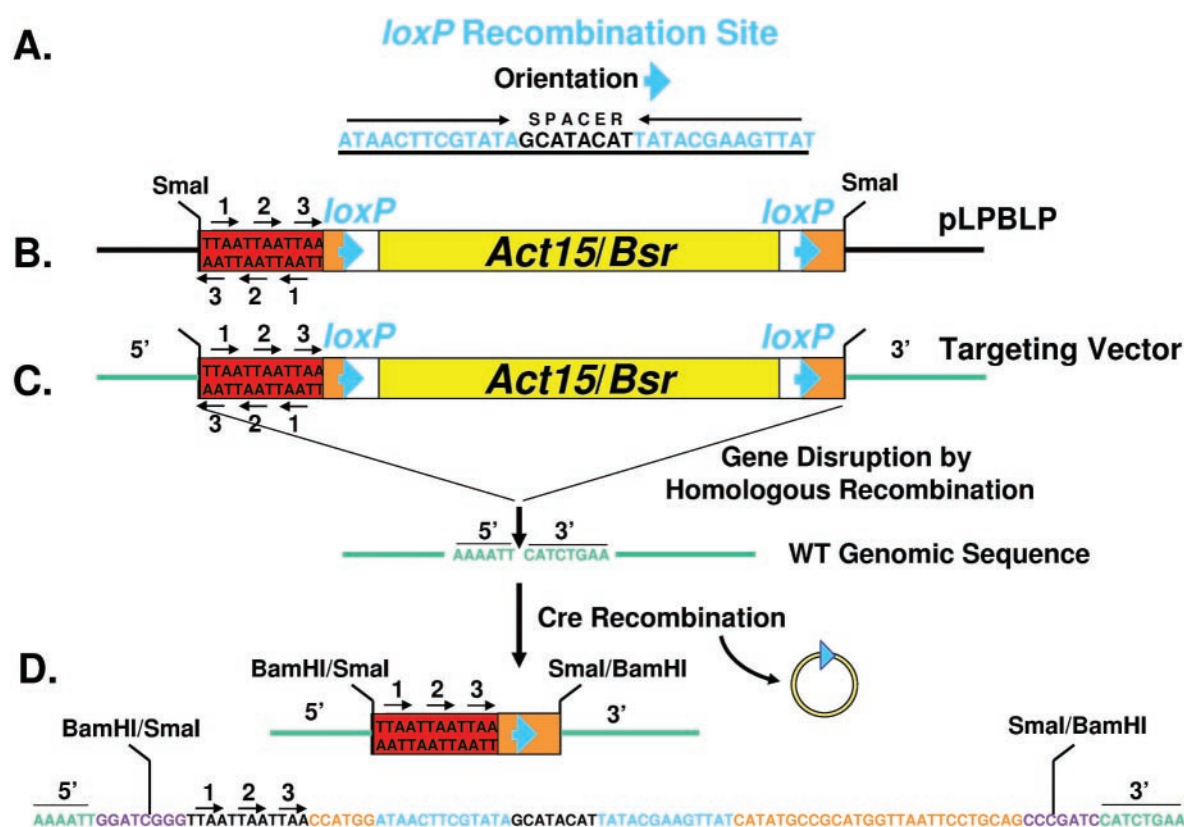 A.
loxP Recombination Site
Orientation
SPACER
ATAACTTCGTATAGCATACATTATACGAAGTTAT
SmaI
1 2 3
loxP
loxP
SmaI
pLPBLP
B.
TTAATTAATTAA
AATTAATTAATT
Act15/Bsr
3 2 1
C.
5'
1 2 3
loxP
loxP
3'
Targeting Vector
TTAATTAATTAA
AATTAATTAATT
Act15/Bsr
3 2 1
Gene Disruption by
Homologous Recombination
5' 3'
AAAATT CATCTGAA
WT Genomic Sequence
Cre Recombination
D.
BamHI/SmaI
SmaI/BamHI
1 2 3
5'
TTAATTAATTAA
AATTAATTAATT
3'
BamHI/SmaI
SmaI/BamHI
5'
1 2 3
3'
AAAATTGGATCGGGTTAATTAATTAACCATGGATAACTTCGTATAGCATACATTATACGAAGTTATCATATGCCGCATGGTTAATTCCTGCAGCCCGATCCATCTGAA